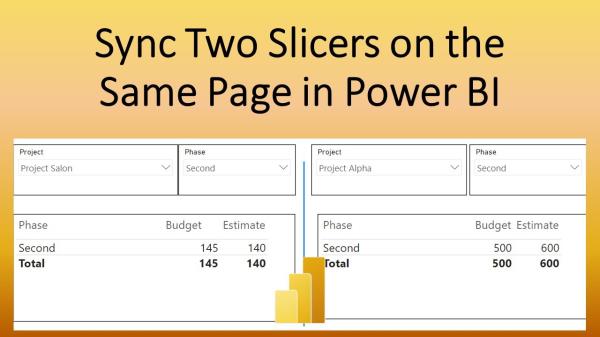 Sync Two Slicers on the
Same Page in Power BI
Project Phase Project Phase
Project Salon Second Project Alpha Second
Phase Budget Estimate Phase Budget Estimate
Second 145 140 Second 500 600
Total 145 140 Total 500 600